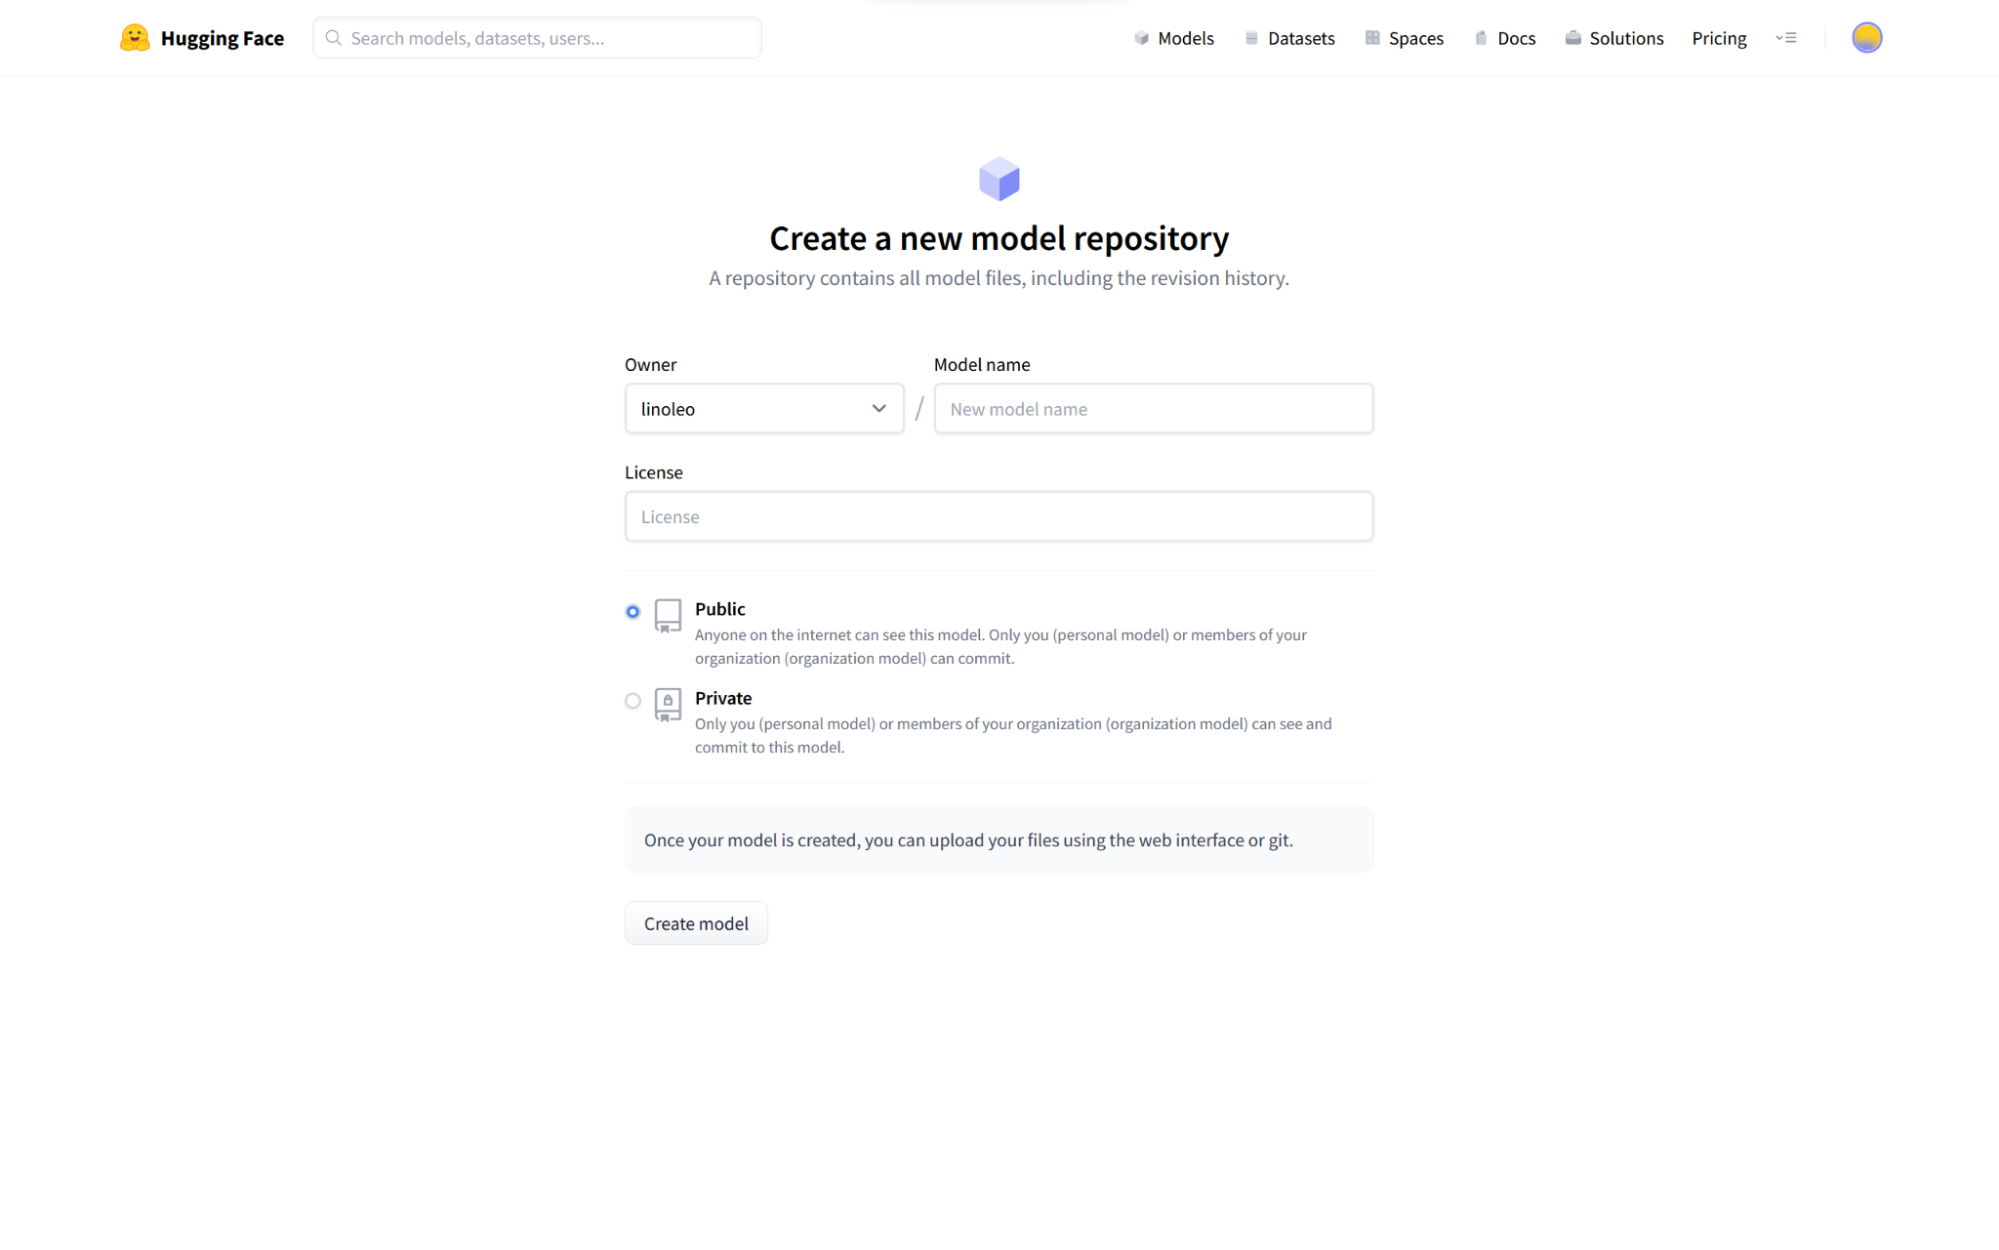 Hugging Face
Search models, datasets, users...
Models
Datasets
Spaces
Docs
Solutions
Pricing
Create a new model repository
A repository contains all model files, including the revision history.
Owner
Model name
linoleo
/
New model name
License
License
Public
Anyone on the internet can see this model. Only you (personal model) or members of your
organization (organization model) can commit.
Private
Only you (personal model) or members of your organization (organization model) can see and
commit to this model.
Once your model is created, you can upload your files using the web interface or git.
Create model